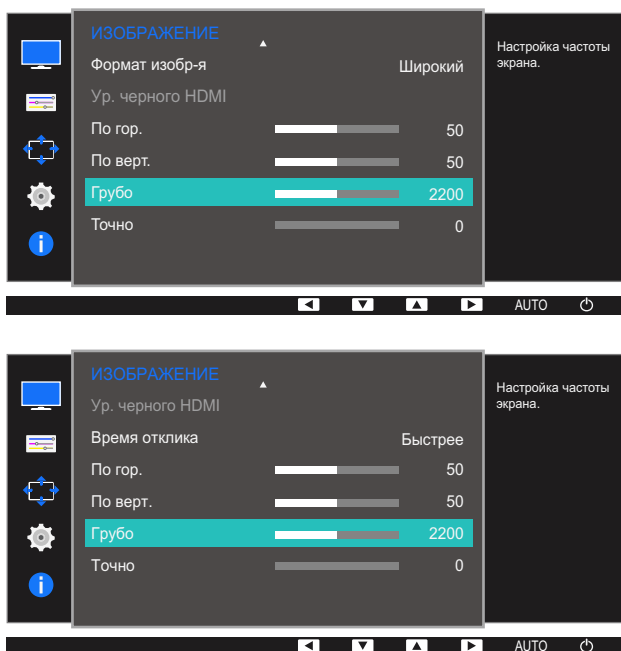 ИЗОБРАЖЕНИЕ
Формат изобр-я Широкий
Ур. черного HDMI
По гор. 50
По верт. 50
Грубо 2200
Точно 0
Настройка частоты
экрана.
AUTO
ИЗОБРАЖЕНИЕ
Ур. черного HDMI
Время отклика Быстрее
По гор. 50
По верт. 50
Грубо 2200
Точно 0
Настройка частоты
экрана.
AUTO